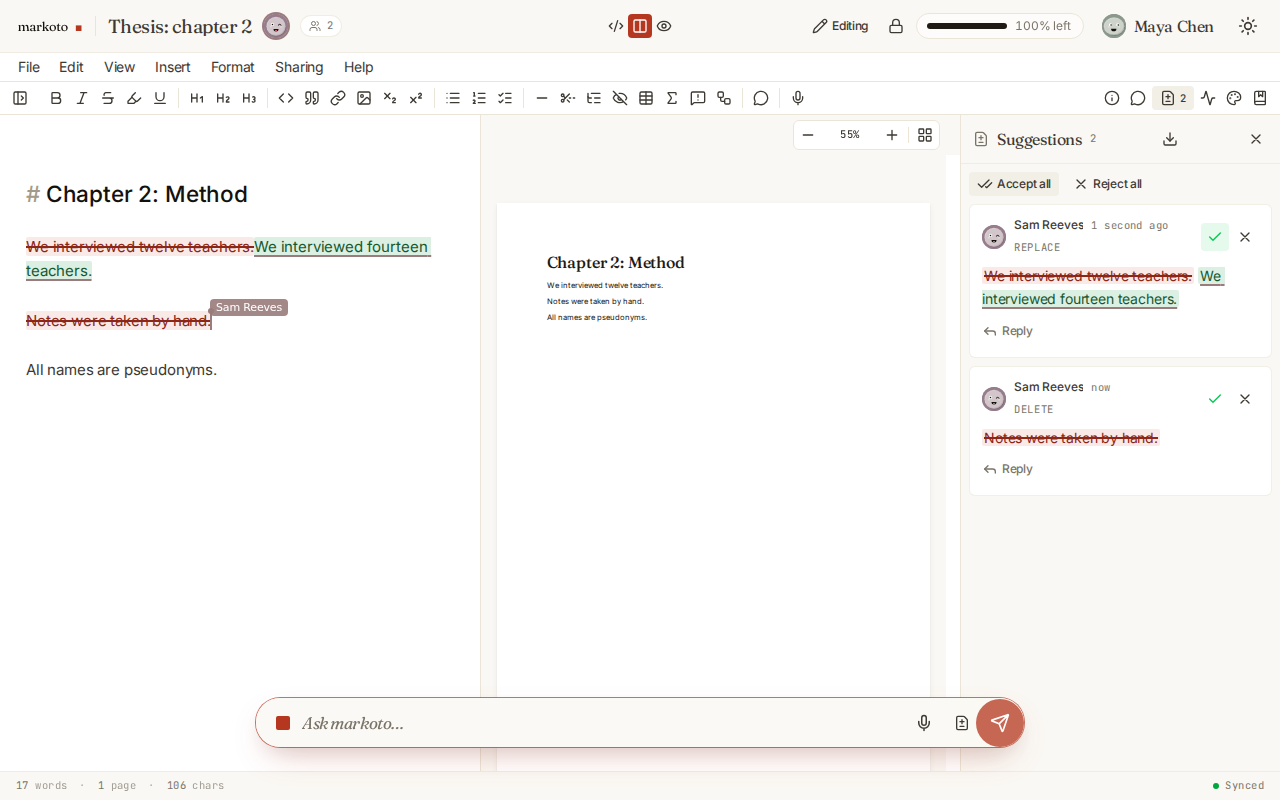 markoto
Thesis: chapter 2
2
Editing
100% left
Maya Chen
File Edit View Insert Format Sharing Help
H1 H2 H3
X2 X2
2
55%
Suggestions 2
Accept all
Reject all
# Chapter 2: Method
We interviewed twelve teachers.We interviewed fourteen
teachers.
Sam Reeves
Notes were taken by hand.
All names are pseudonyms.
Chapter 2: Method
We interviewed twelve teachers.
Notes were taken by hand.
All names are pseudonyms.
Sam Reeves 1 second ago
REPLACE
We interviewed twelve teachers. We
interviewed fourteen teachers.
Reply
Sam Reeves now
DELETE
Notes were taken by hand.
Reply
Ask markoto...
17 words · 1 page · 106 chars
Synced